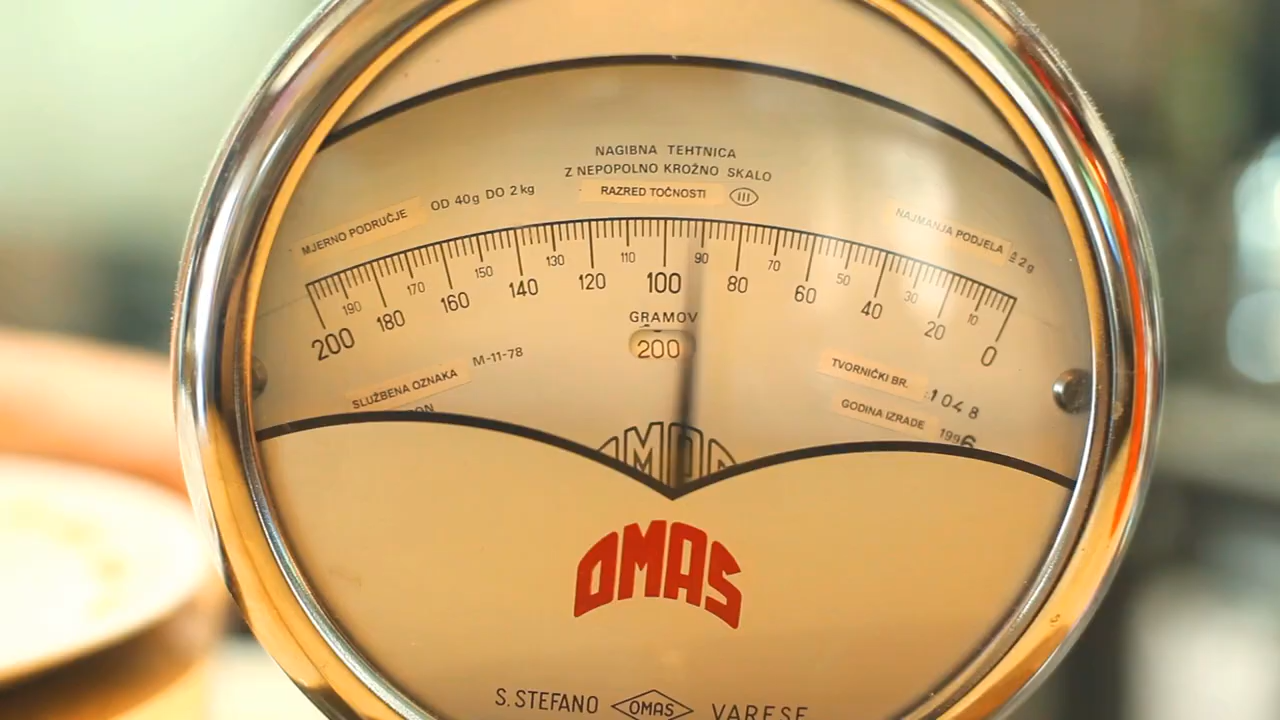 NAGIBNA TEHTNICA
Z NEPOPOLNO KROŽNO SKALO
RAZRED TOČNOSTI III
MJERNO PODRUČJE OD 40g DO 2 kg
NAJMANJA PODJELA 2g
200 190 180 170 160 150 140 130 120 110 100 90 80 70 60 50 40 30 20 10 0
GRAMOV
200
SLUŽBENA OZNAKA M-11-78
TVORNIČKI BR. 1048
GODINA IZRADE 1996
OMAS
S. STEFANO OMAS VARESE